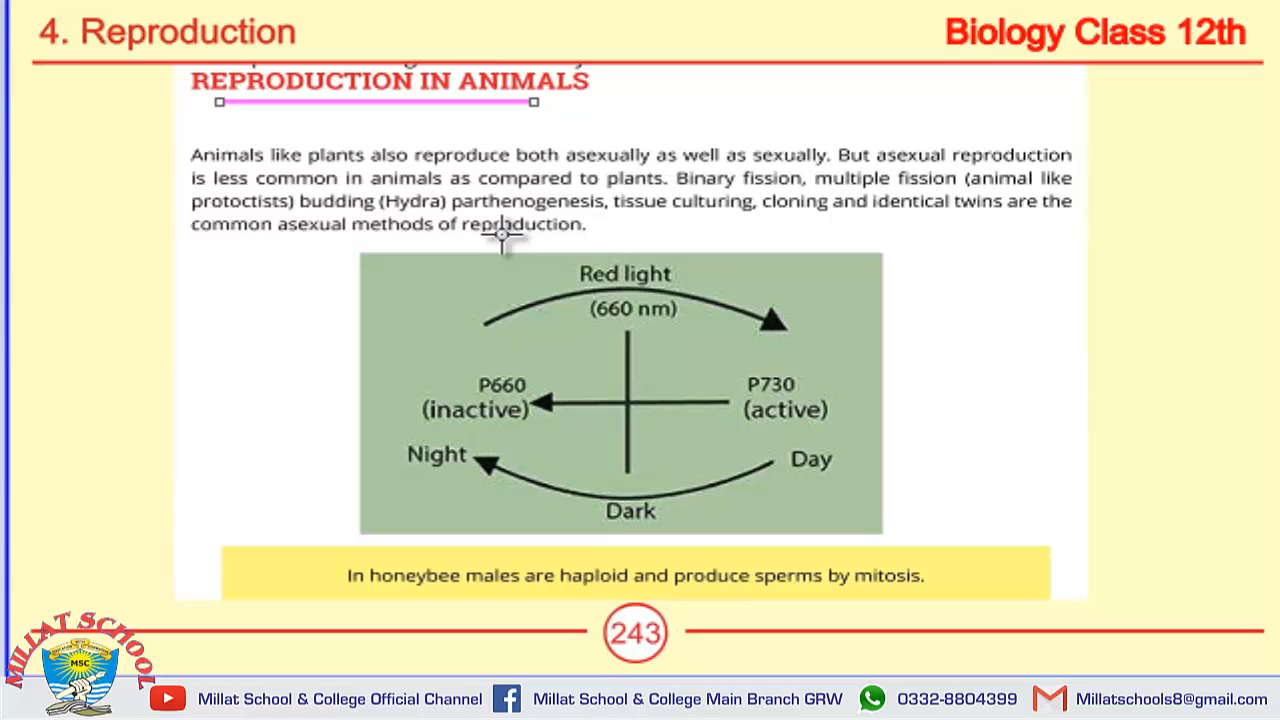 4. Reproduction
Biology Class 12th
REPRODUCTION IN ANIMALS
Animals like plants also reproduce both asexually as well as sexually. But asexual reproduction
is less common in animals as compared to plants. Binary fission, multiple fission (animal like
protoctists) budding (Hydra) parthenogenesis, tissue culturing, cloning and identical twins are the
common asexual methods of reproduction.
Red light
(660 nm)
P660
(inactive)
P730
(active)
Night
Day
Dark
In honeybee males are haploid and produce sperms by mitosis.
243
MILLAT SCHOOL
MSC
Millat School & College Official Channel
Millat School & College Main Branch GRW
0332-8804399
Millatschools8@gmail.com